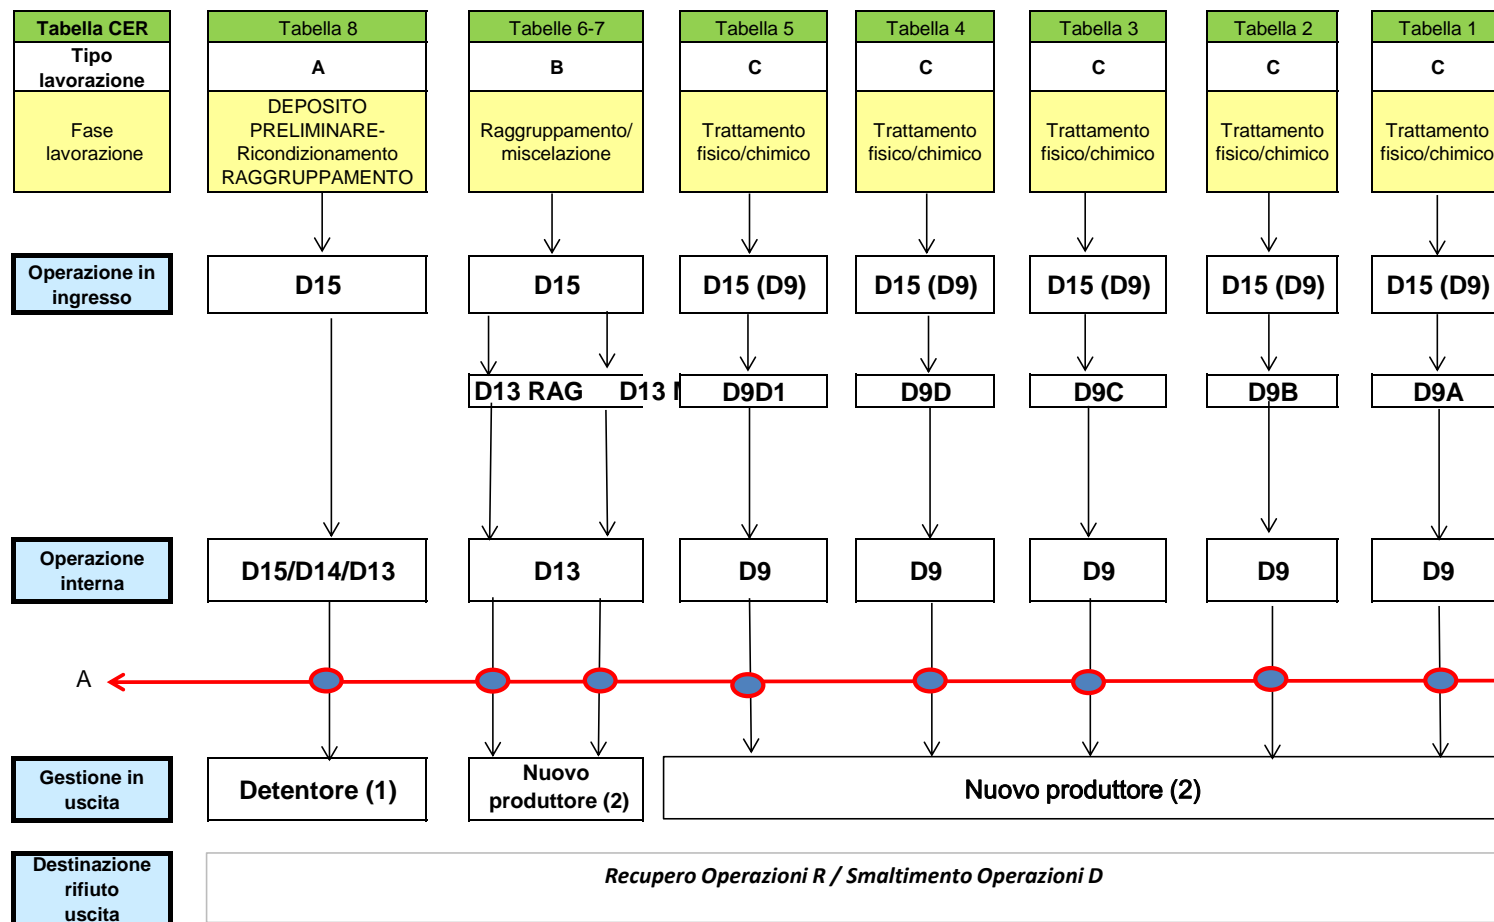 Tabella CER
Tabella 8
Tabelle 6-7
Tabella 5
Tabella 4
Tabella 3
Tabella 2
Tabella 1
Tipo
lavorazione
A
B
C
C
C
C
C
Fase
lavorazione
DEPOSITO
PRELIMINARE-
Ricondizionamento
RAGGRUPPAMENTO
Raggruppamento/
miscelazione
Trattamento
fisico/chimico
Trattamento
fisico/chimico
Trattamento
fisico/chimico
Trattamento
fisico/chimico
Trattamento
fisico/chimico
Operazione in
ingresso
D15
D15
D15 (D9)
D15 (D9)
D15 (D9)
D15 (D9)
D15 (D9)
D13 RAG
D13
D9D1
D9D
D9C
D9B
D9A
Operazione
interna
D15/D14/D13
D13
D9
D9
D9
D9
D9
A
Gestione in
uscita
Detentore (1)
Nuovo
produttore (2)
Nuovo produttore (2)
Destinazione
rifiuto
uscita
Recupero Operazioni R / Smaltimento Operazioni D